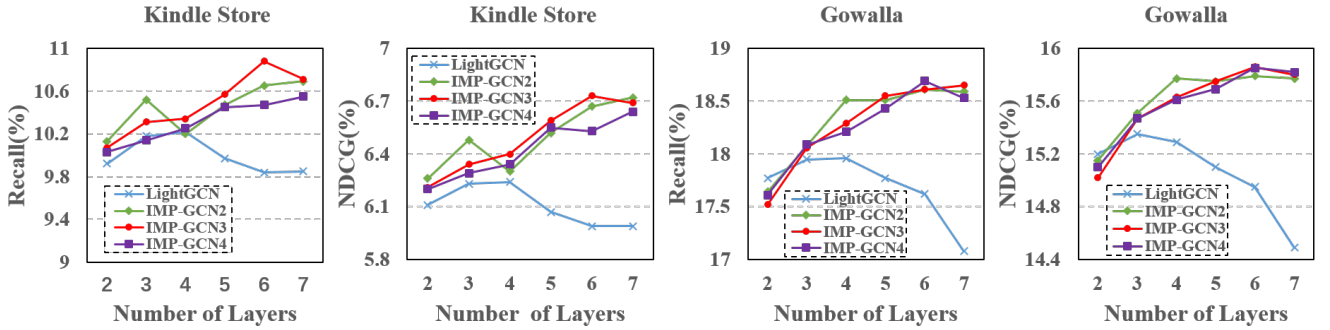 Kindle Store
Recall(%)
11
10.6
10.2
9.8
9.4
9
LightGCN
IMP-GCN2
IMP-GCN3
IMP-GCN4
2 3 4 5 6 7
Number of Layers
Kindle Store
NDCG(%)
7
6.7
6.4
6.1
5.8
LightGCN
IMP-GCN2
IMP-GCN3
IMP-GCN4
2 3 4 5 6 7
Number of Layers
Gowalla
Recall(%)
19
18.5
18
17.5
17
LightGCN
IMP-GCN2
IMP-GCN3
IMP-GCN4
2 3 4 5 6 7
Number of Layers
Gowalla
NDCG(%)
16
15.6
15.2
14.8
14.4
LightGCN
IMP-GCN2
IMP-GCN3
IMP-GCN4
2 3 4 5 6 7
Number of Layers